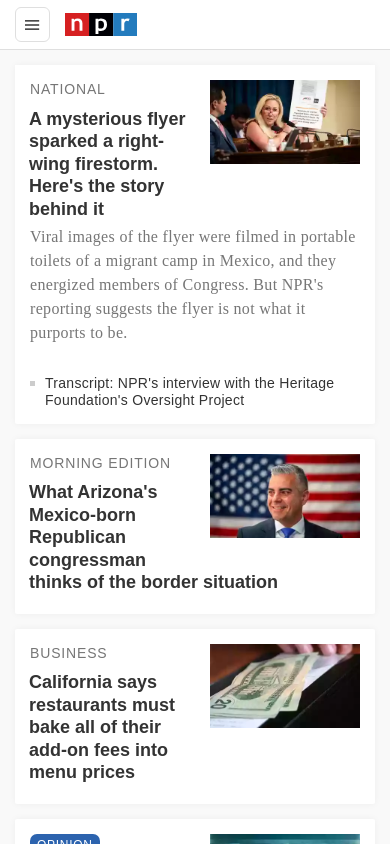 npr
NATIONAL
A mysterious flyer
sparked a right-
wing firestorm.
Here's the story
behind it
Viral images of the flyer were filmed in portable
toilets of a migrant camp in Mexico, and they
energized members of Congress. But NPR's
reporting suggests the flyer is not what it
purports to be.
Transcript: NPR's interview with the Heritage
Foundation's Oversight Project
MORNING EDITION
What Arizona's
Mexico-born
Republican
congressman
thinks of the border situation
BUSINESS
California says
restaurants must
bake all of their
add-on fees into
menu prices
20
OPINION